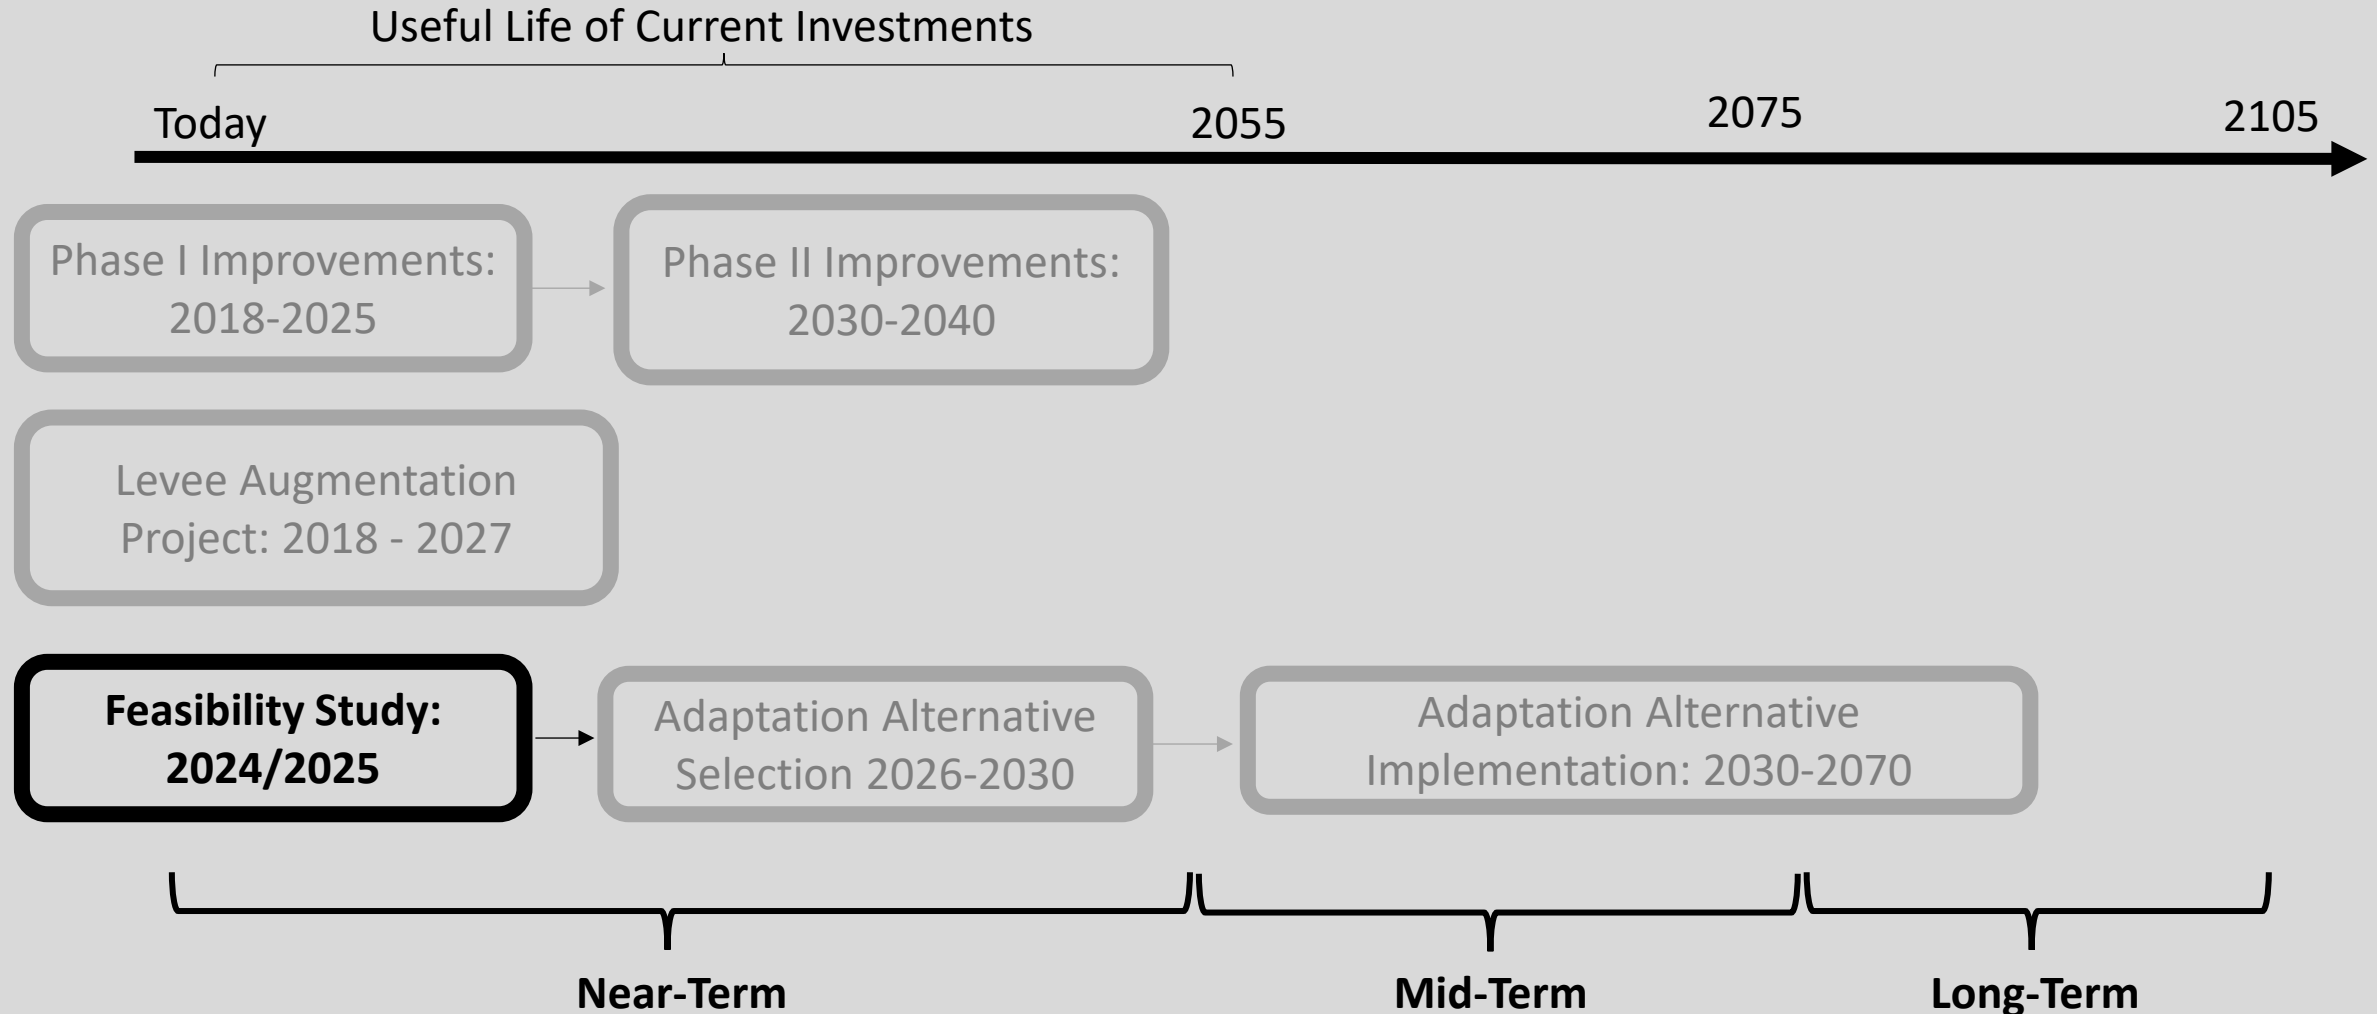 Useful Life of Current Investments
Today
2055
2075
2105
Phase I Improvements:
2018-2025
Phase II Improvements:
2030-2040
Levee Augmentation
Project: 2018 - 2027
Feasibility Study:
2024/2025
Adaptation Alternative
Selection 2026-2030
Adaptation Alternative
Implementation: 2030-2070
Near-Term
Mid-Term
Long-Term